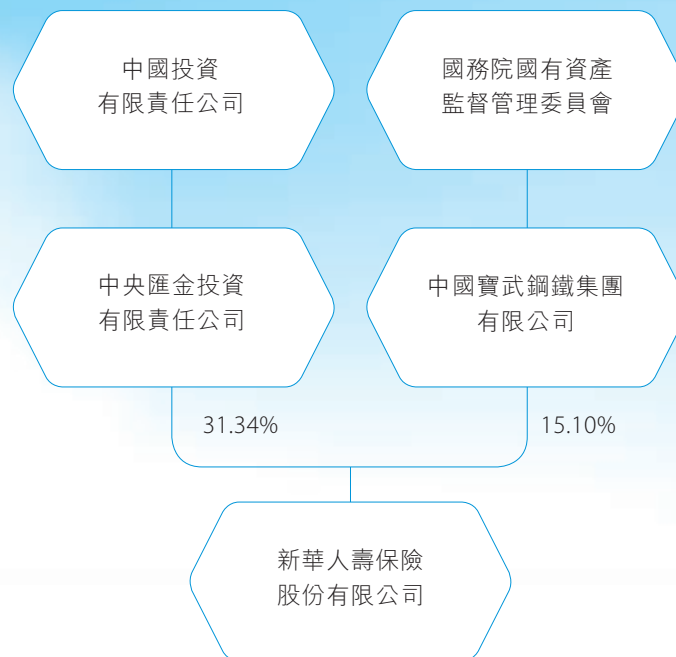 中國投資
有限責任公司
國務院國有資產
監督管理委員會
中央匯金投資
有限責任公司
中國寶武鋼鐵集團
有限公司
31.34%
15.10%
新華人壽保險
股份有限公司